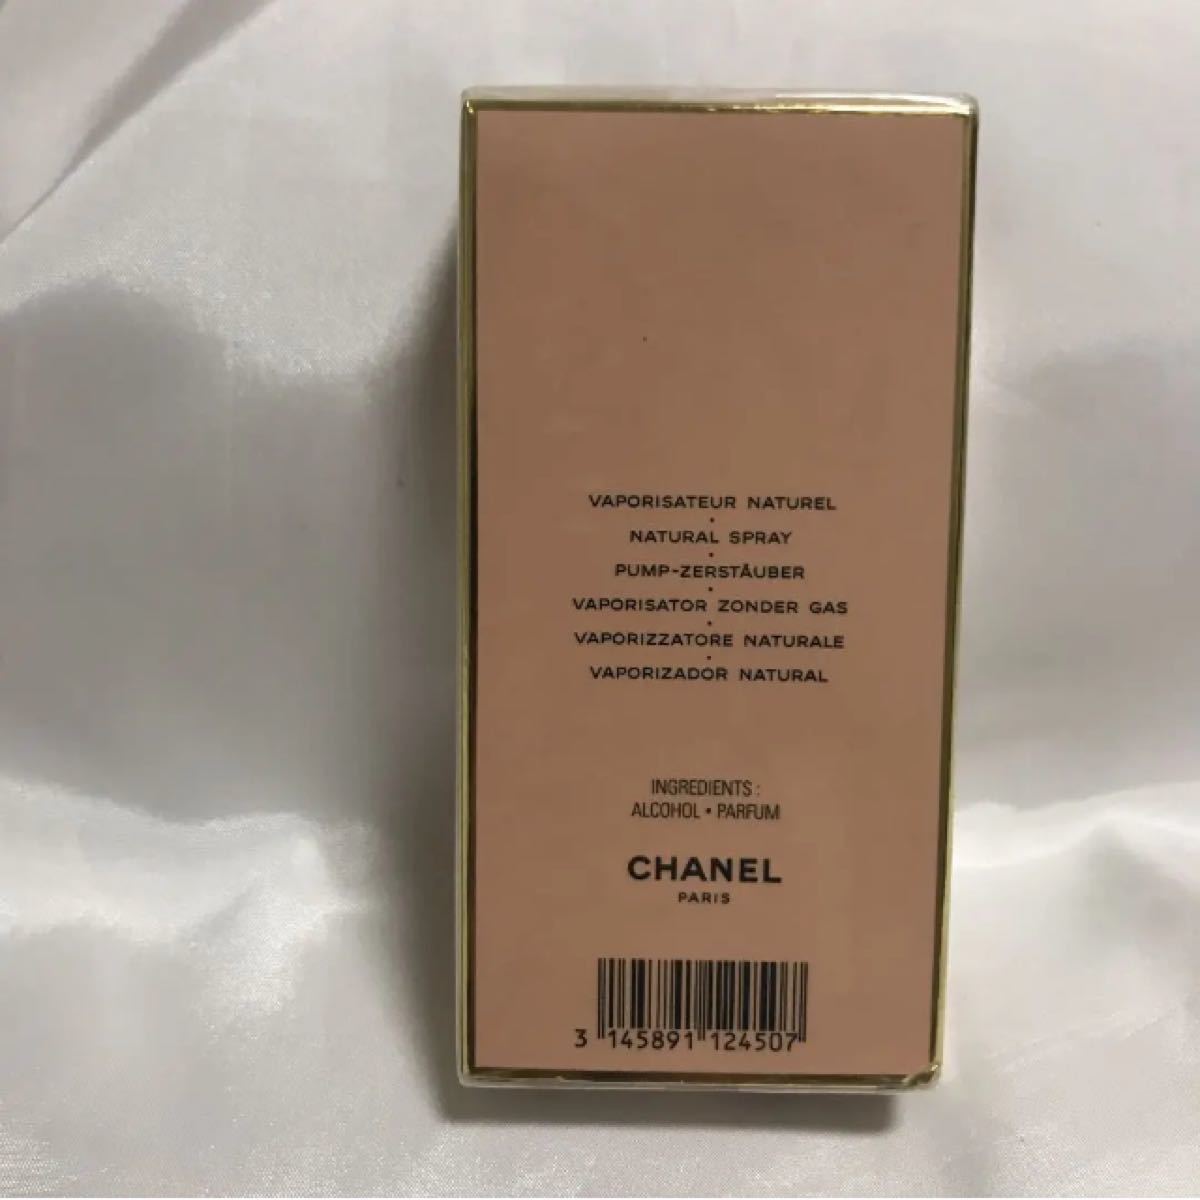 VAPORISATEUR NATUREL
•
NATURAL SPRAY
•
PUMP-ZERSTÄUBER
•
VAPORISATOR ZONDER GAS
•
VAPORIZZATORE NATURALE
•
VAPORIZADOR NATURAL
INGREDIENTS :
ALCOHOL • PARFUM
CHANEL
PARIS
3 145891 124507